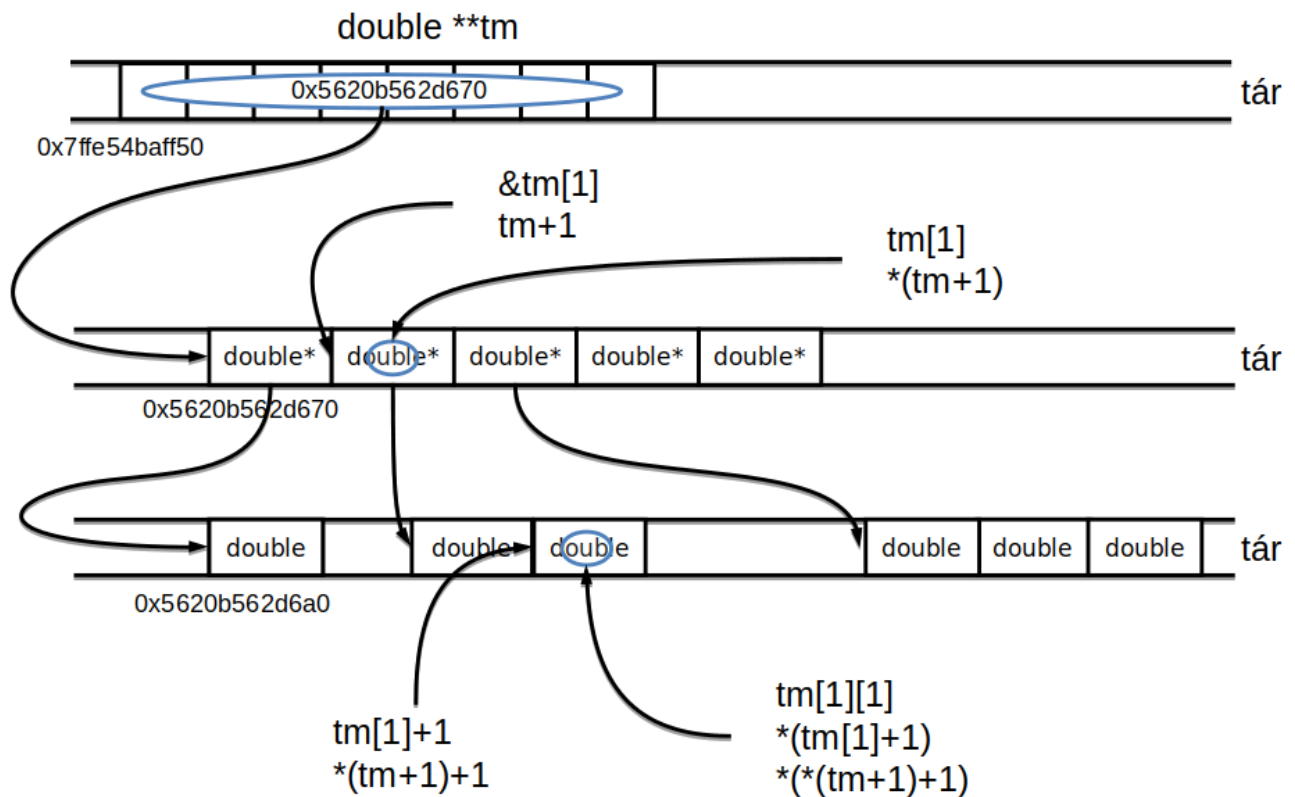 double **tm
0x5620b562d670
tár
0x7ffe54baff50
&tm[1]
tm+1
tm[1]
*(tm+1)
double* double* double* double* double*
tár
0x5620b562d670
double double double double double double
tár
0x5620b562d6a0
tm[1]+1
*(tm+1)+1
tm[1][1]
*(tm[1]+1)
*(*(tm+1)+1)